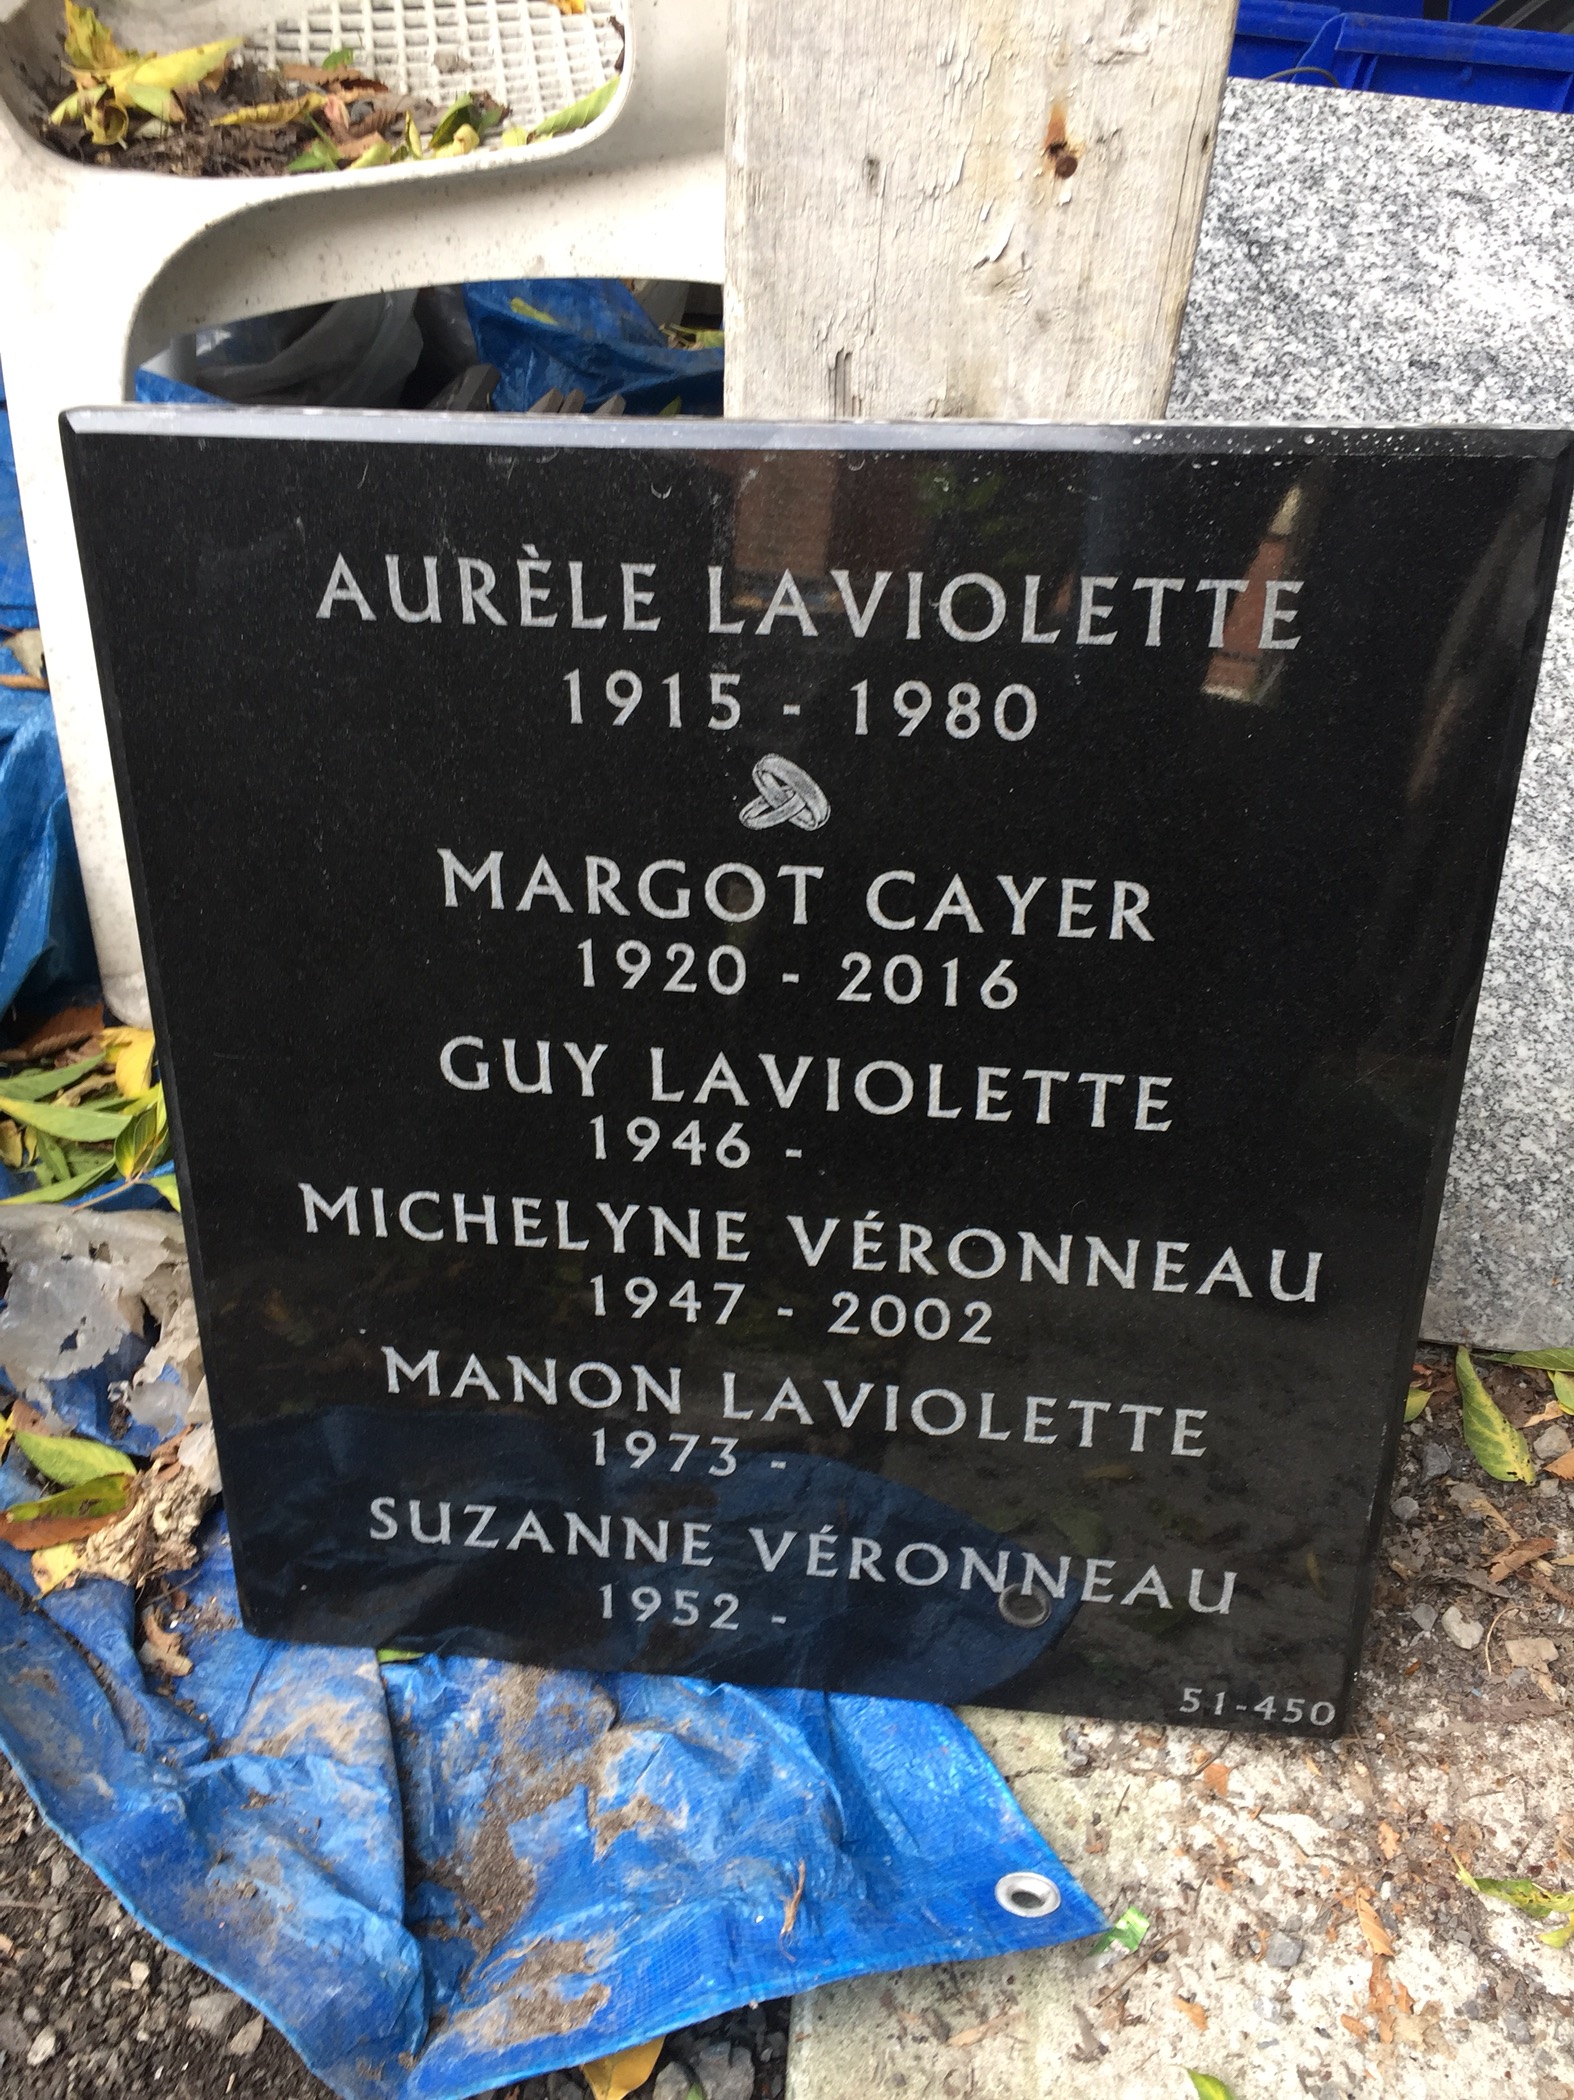 AURÈLE LAVIOLETTE
1915 - 1980
MARGOT CAYER
1920 - 2016
GUY LAVIOLETTE
1946 -
MICHELYNE VÉRONNEAU
1947 - 2002
MANON LAVIOLETTE
1973 -
SUZANNE VÉRONNEAU
1952 -
51-450